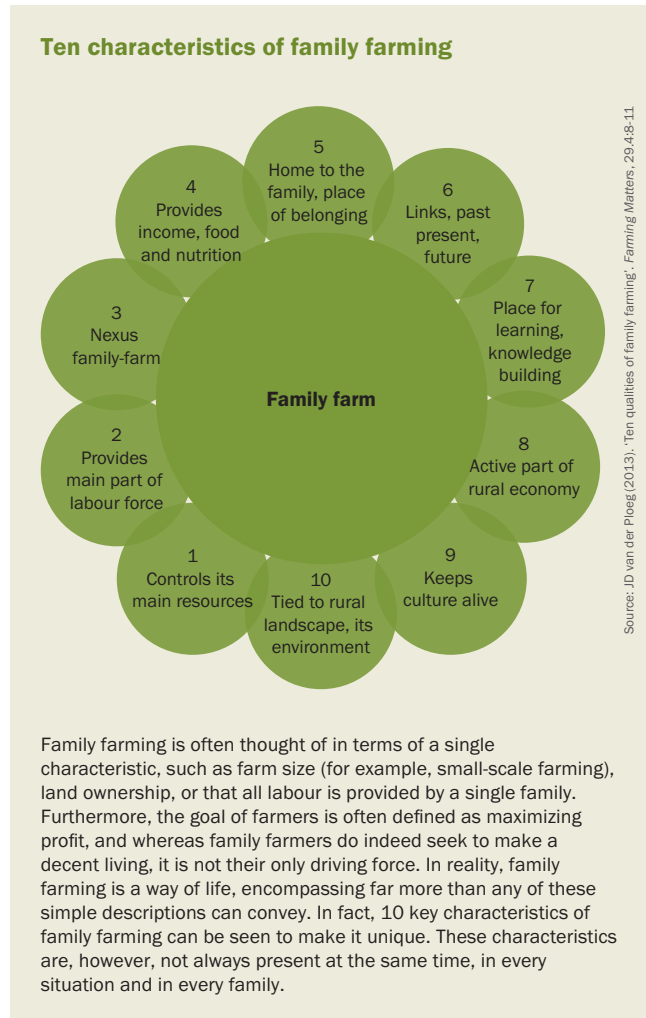 Ten characteristics of family farming
5
Home to the
family, place
of belonging
4
Provides
income, food
and nutrition
6
Links, past
present,
future
3
Nexus
family-farm
7
Place for
learning,
knowledge
building
Family farm
2
Provides
main part of
labour force
8
Active part of
rural economy
1
Controls its
main resources
10
Tied to rural
landscape, its
environment
9
Keeps
culture alive
Source: JD van der Ploeg (2013). ‘Ten qualities of family farming’. Farming Matters, 29.4:8-11
Family farming is often thought of in terms of a single
characteristic, such as farm size (for example, small-scale farming),
land ownership, or that all labour is provided by a single family.
Furthermore, the goal of farmers is often defined as maximizing
profit, and whereas family farmers do indeed seek to make a
decent living, it is not their only driving force. In reality, family
farming is a way of life, encompassing far more than any of these
simple descriptions can convey. In fact, 10 key characteristics of
family farming can be seen to make it unique. These characteristics
are, however, not always present at the same time, in every
situation and in every family.